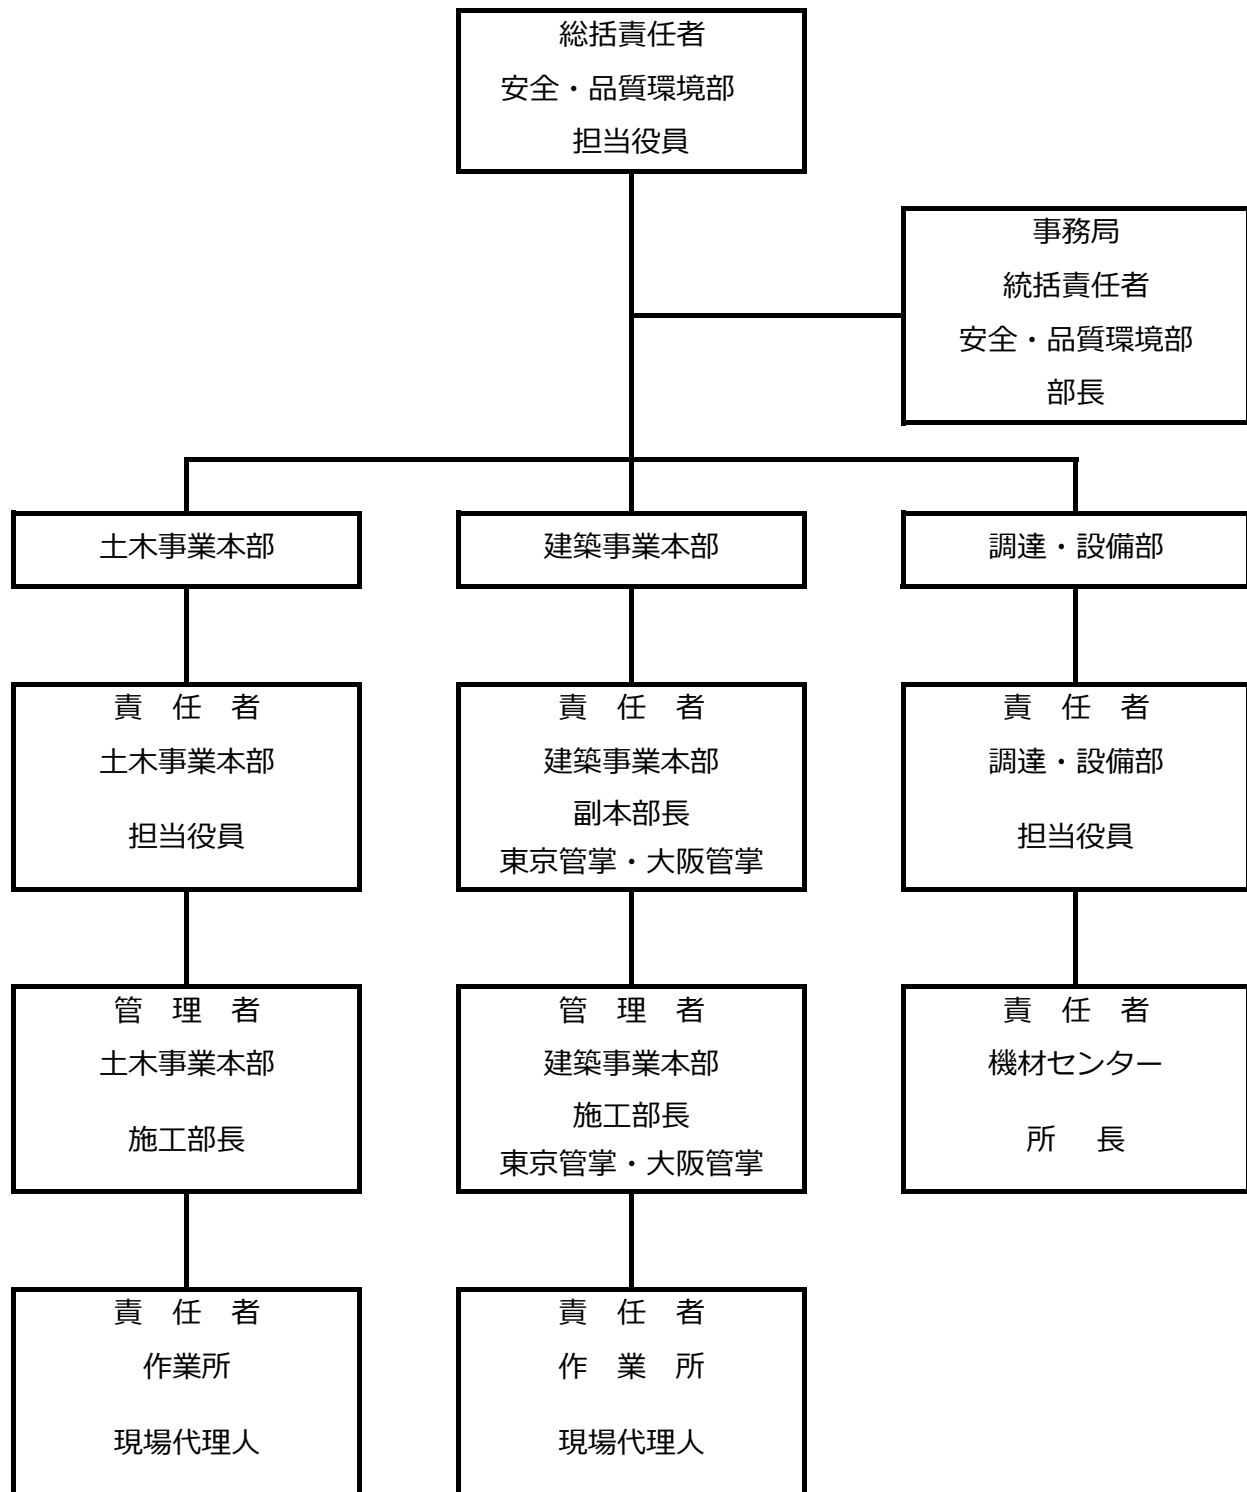 総括責任者
安全・品質環境部
担当役員
事務局
統括責任者
安全・品質環境部
部長
土木事業本部
建築事業本部
調達・設備部
責　任　者
土木事業本部
担当役員
責　任　者
建築事業本部
副本部長
東京管掌・大阪管掌
責　任　者
調達・設備部
担当役員
管　理　者
土木事業本部
施工部長
管　理　者
建築事業本部
施工部長
東京管掌・大阪管掌
責　任　者
機材センター
所　長
責　任　者
作業所
現場代理人
責　任　者
作　業　所
現場代理人